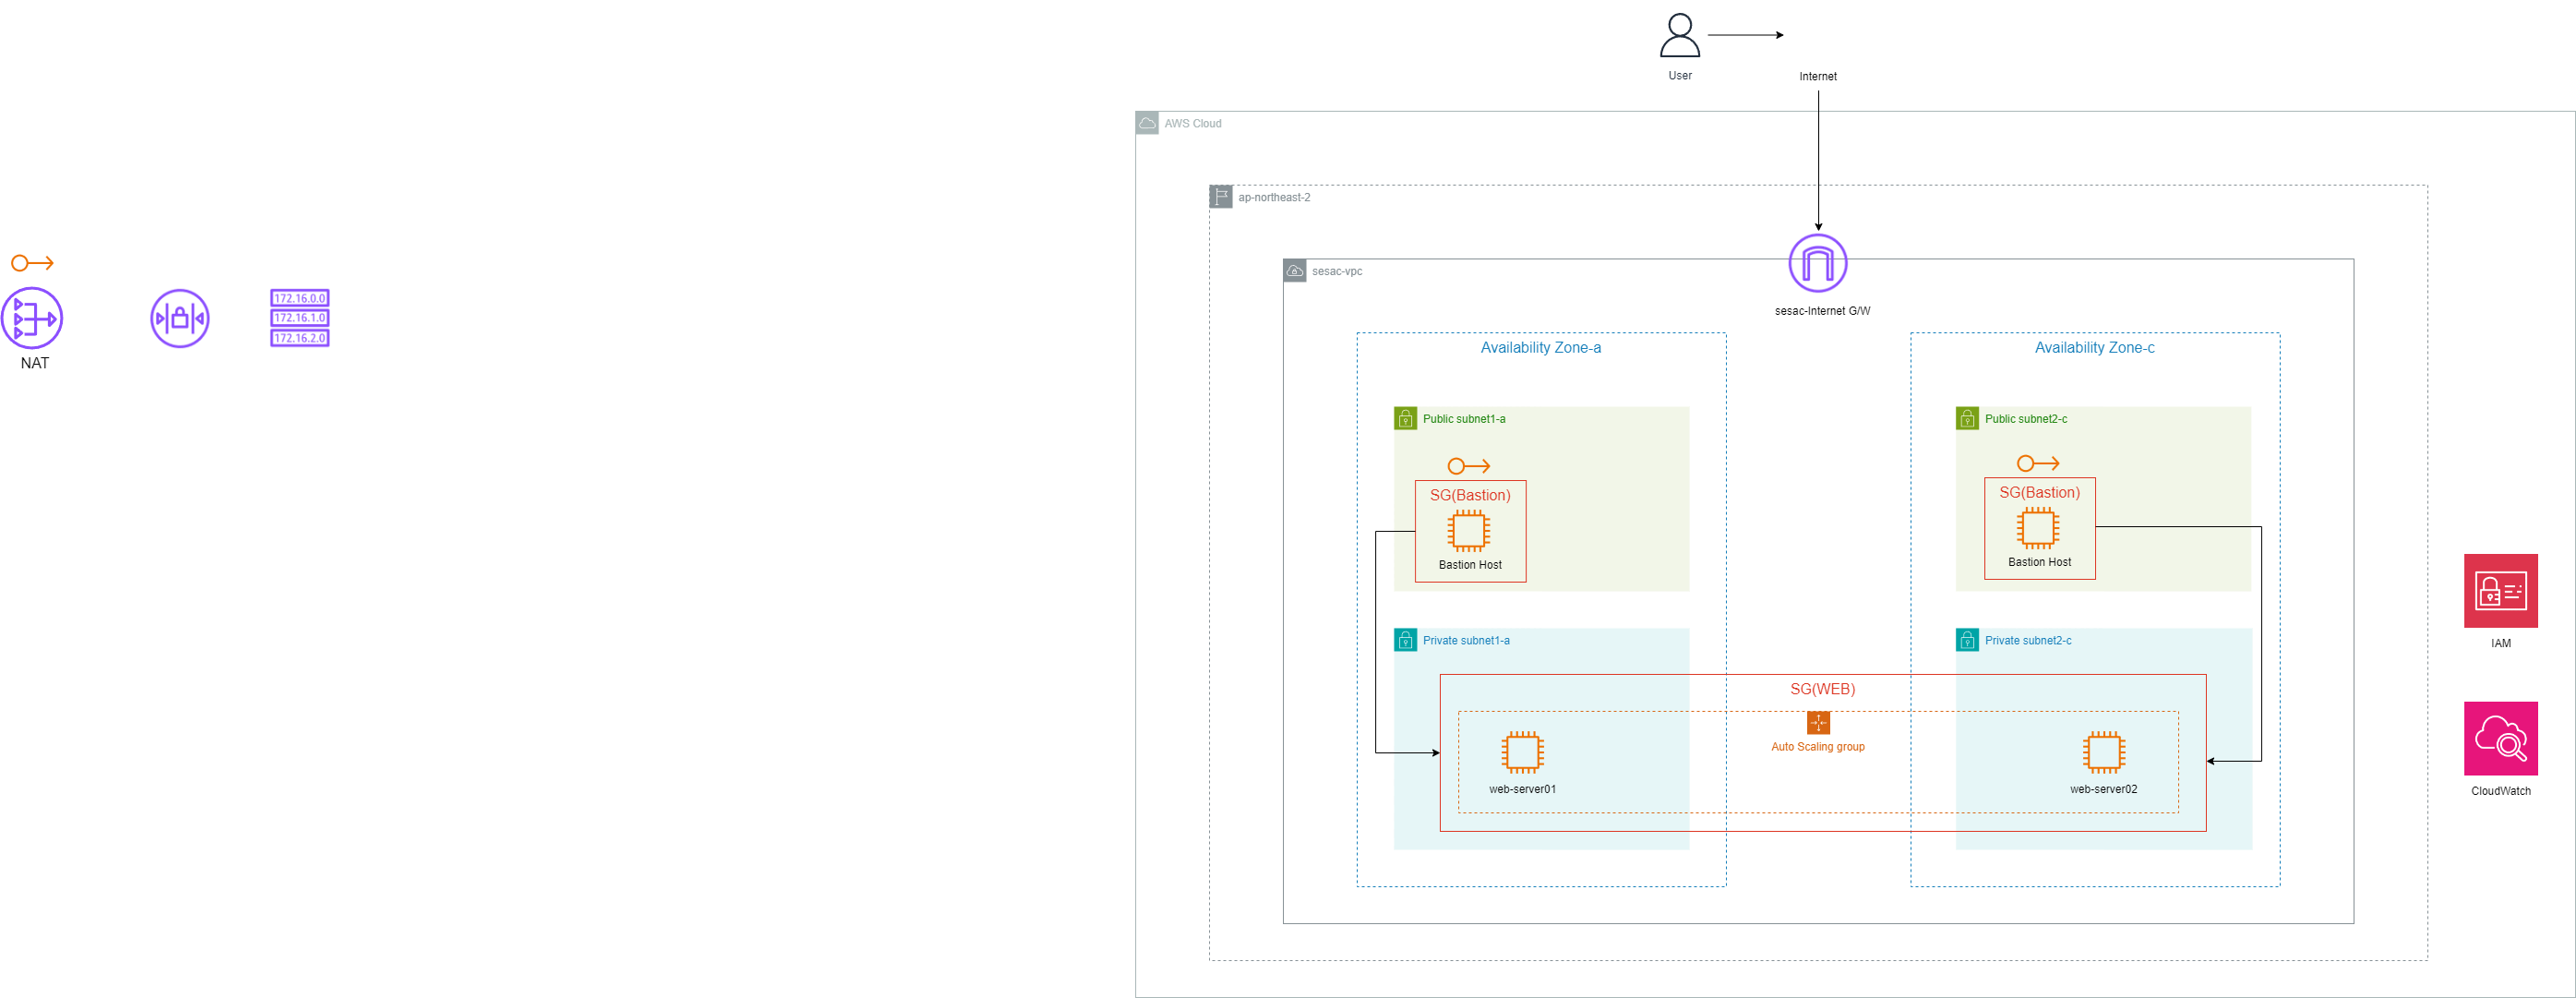 User
Internet
AWS Cloud
ap-northeast-2
sesac-vpc
sesac-Internet G/W
172.16.0.0
172.16.1.0
172.16.2.0
NAT
Availability Zone-a
Availability Zone-c
Public subnet1-a
Public subnet2-c
SG(Bastion)
Bastion Host
SG(Bastion)
Bastion Host
Private subnet1-a
Private subnet2-c
IAM
SG(WEB)
Auto Scaling group
web-server01
web-server02
CloudWatch